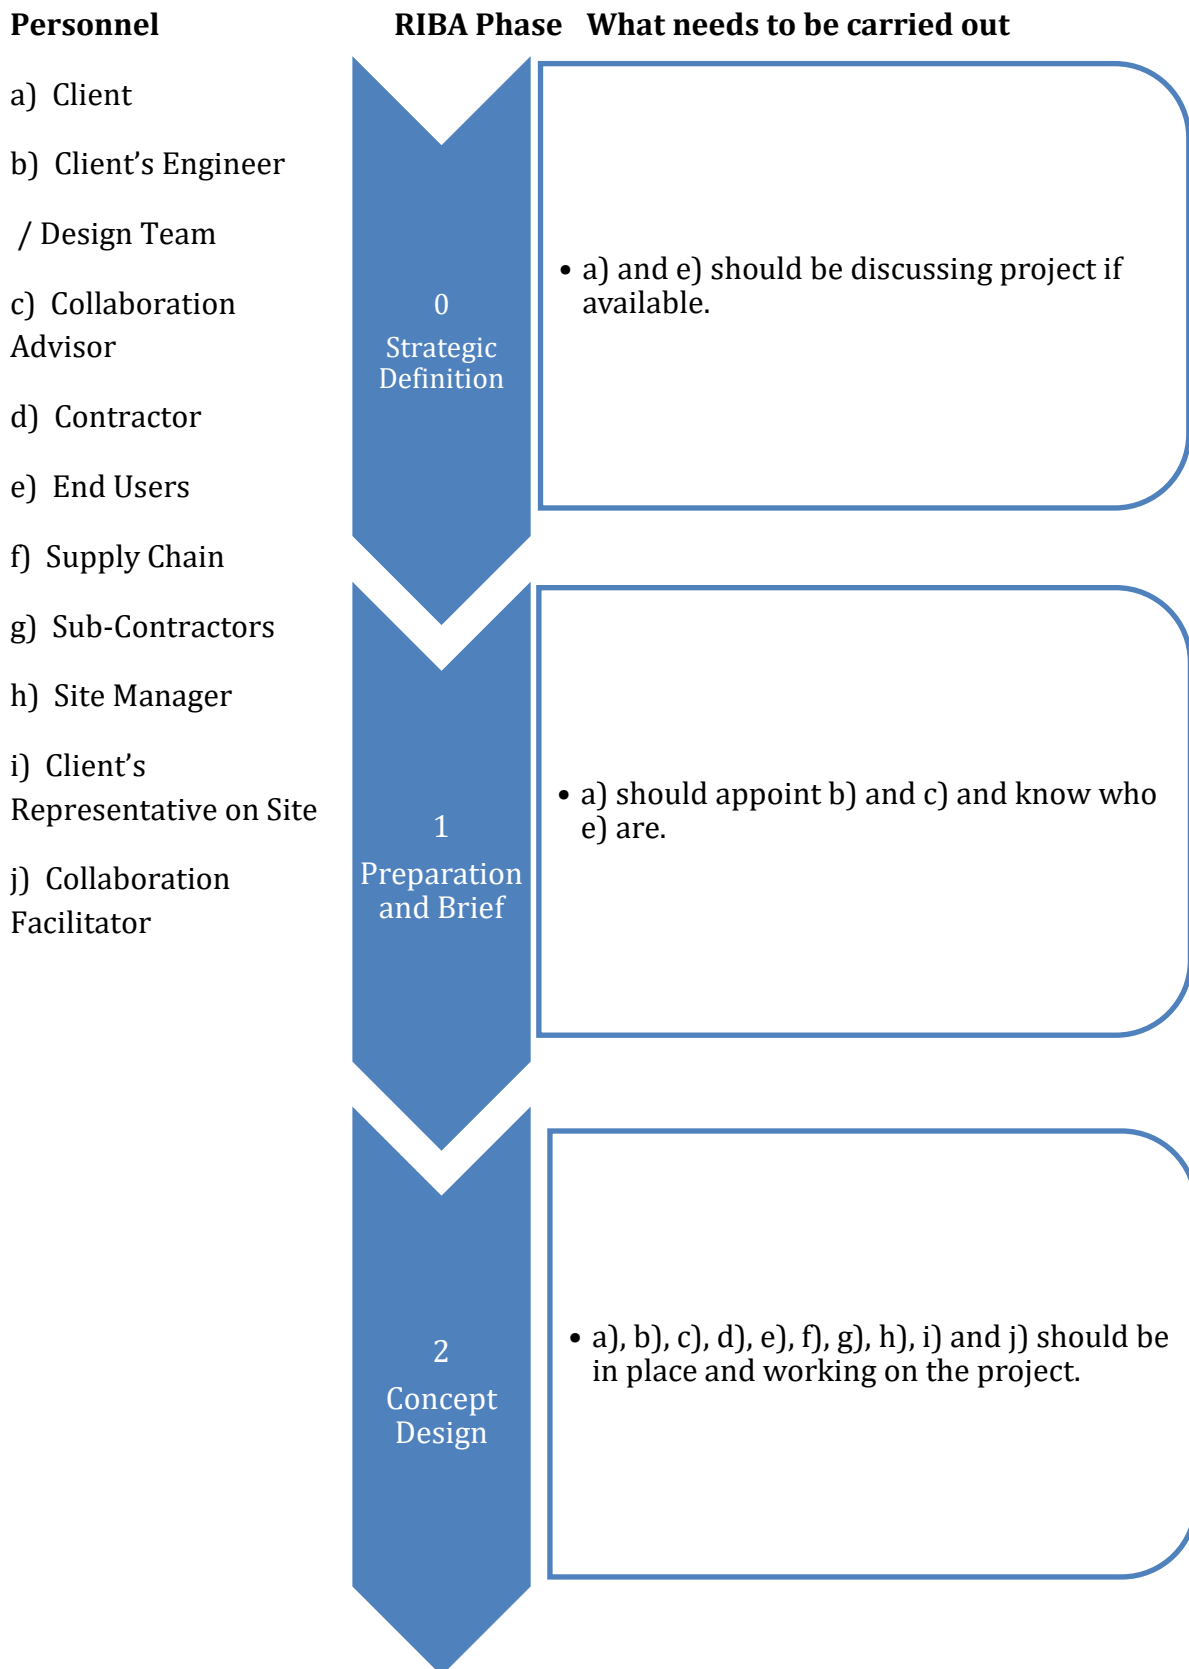 Personnel RIBA Phase What needs to be carried out
a) Client
b) Client’s Engineer
/ Design Team
c) Collaboration
Advisor
d) Contractor
e) End Users
f) Supply Chain
g) Sub-Contractors
h) Site Manager
i) Client’s
Representative on Site
j) Collaboration
Facilitator
0
Strategic
Definition
• a) and e) should be discussing project if
available.
1
Preparation
and Brief
• a) should appoint b) and c) and know who
e) are.
2
Concept
Design
• a), b), c), d), e), f), g), h), i) and j) should be
in place and working on the project.